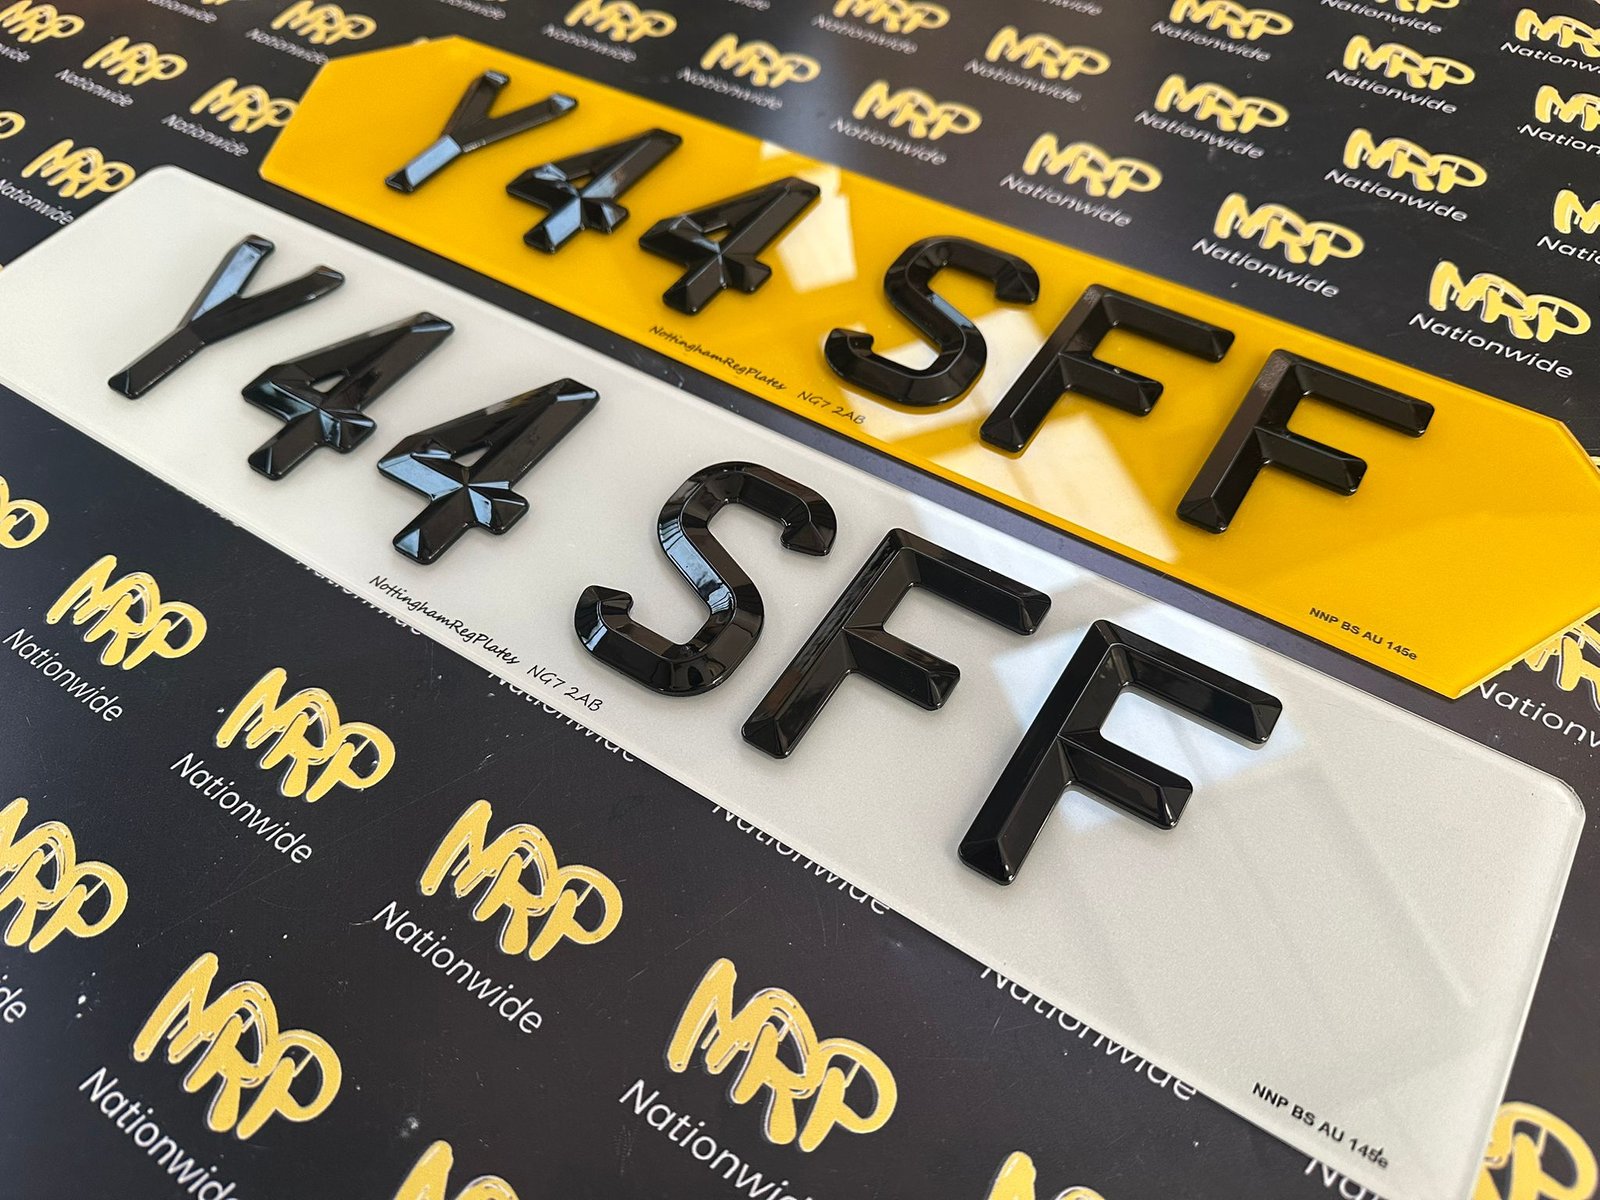 Y44 SFF
NottinghamRegPlates NG7 2AB
NNP BS AU 145e
Y44 SFF
NottinghamRegPlates NG7 2AB
NNP BS AU 145e
MRP
Nationwide